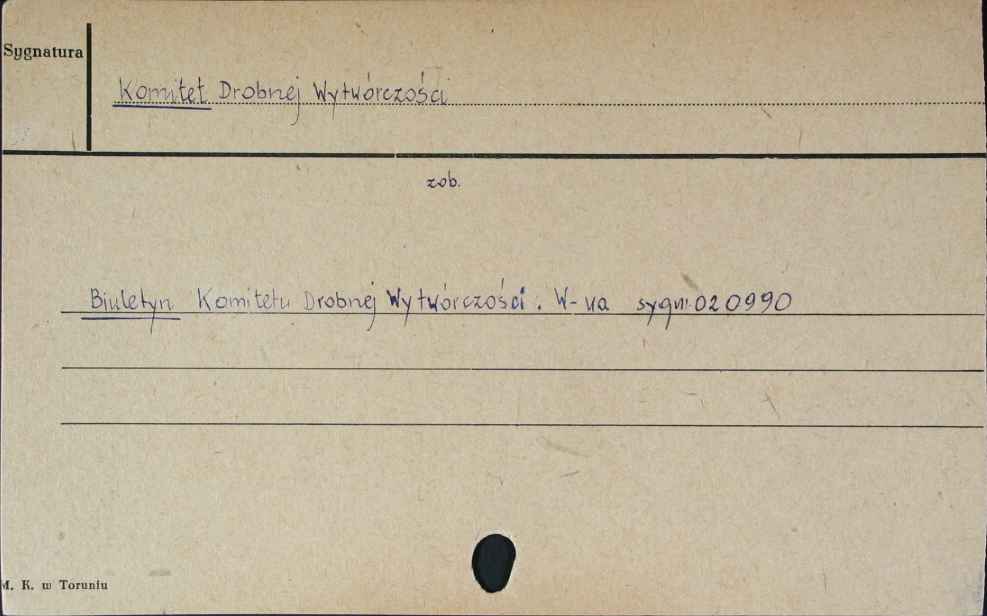 Sygnatura
Komitet Drobnej Wytwórczości
zob.
Biuletyn Komitetu Drobnej Wytwórczości. W-wa sygn. 020990
M. K. w Toruniu